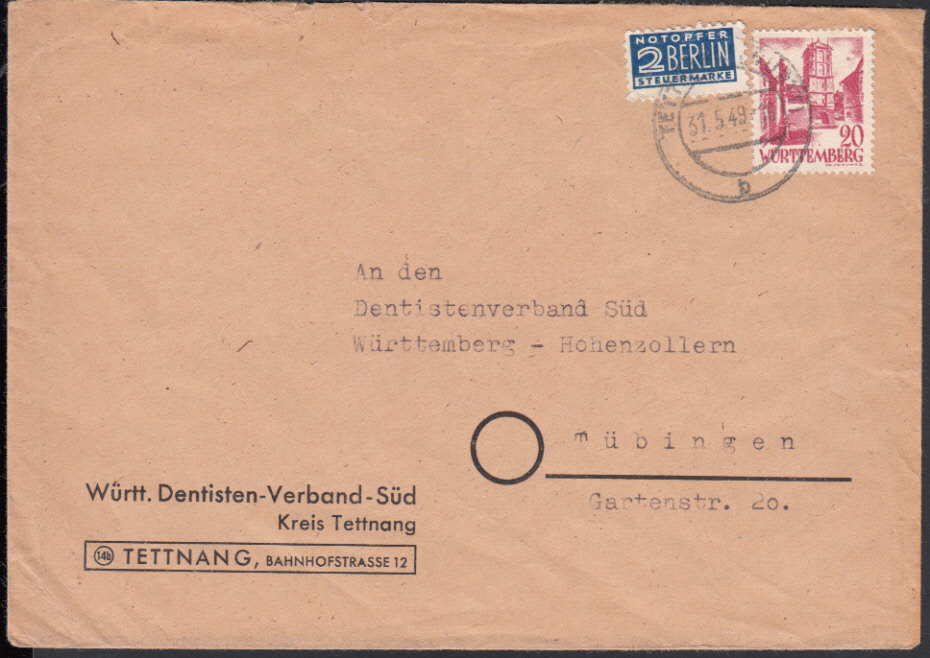 NOTOPFER
2 BERLIN
STEUERMARKE
31.5.49
b
20
WÜRTTEMBERG
An den
Dentistenverband Süd
Württemberg - Hohenzollern
Tübingen
Gartenstr. 2o.
Württ. Dentisten-Verband-Süd
Kreis Tettnang
14b TETTNANG, BAHNHOFSTRASSE 12